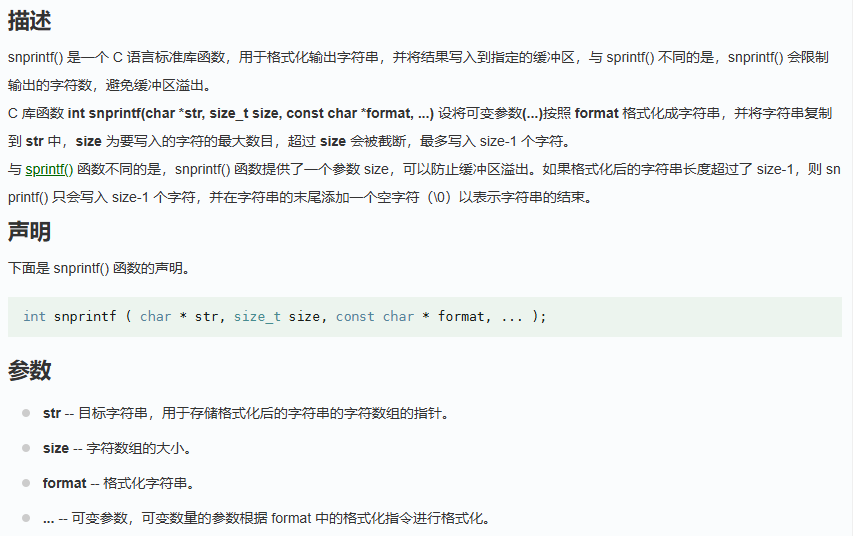 描述
snprintf() 是一个 C 语言标准库函数，用于格式化输出字符串，并将结果写入到指定的缓冲区，与 sprintf() 不同的是，snprintf() 会限制
输出的字符数，避免缓冲区溢出。
C 库函数 int snprintf(char *str, size_t size, const char *format, ...) 设将可变参数(...)按照 format 格式化成字符串，并将字符串复制
到 str 中，size 为要写入的字符的最大数目，超过 size 会被截断，最多写入 size-1 个字符。
与 sprintf() 函数不同的是，snprintf() 函数提供了一个参数 size，可以防止缓冲区溢出。如果格式化后的字符串长度超过了 size-1，则 sn
printf() 只会写入 size-1 个字符，并在字符串的末尾添加一个空字符（\0）以表示字符串的结束。
声明
下面是 snprintf() 函数的声明。
int snprintf ( char * str, size_t size, const char * format, ... );
参数
str -- 目标字符串，用于存储格式化后的字符串的字符数组的指针。
size -- 字符数组的大小。
format -- 格式化字符串。
... -- 可变参数，可变数量的参数根据 format 中的格式化指令进行格式化。